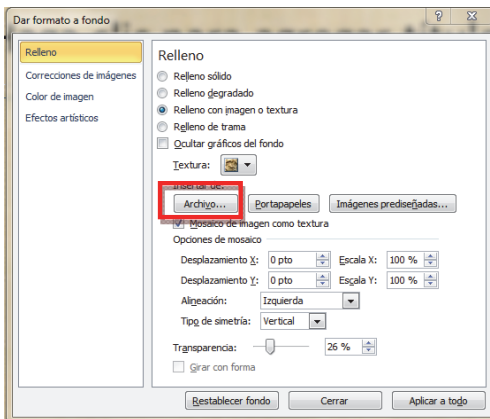 Dar formato a fondo
Relleno
Correcciones de imágenes
Color de imagen
Efectos artísticos
Relleno
Relleno sólido
Relleno degradado
Relleno con imagen o textura
Relleno de trama
Ocultar gráficos del fondo
Textura:
Insertar de:
Archivo... Portapapeles Imágenes prediseñadas...
Mosaico de imagen como textura
Opciones de mosaico
Desplazamiento X: 0 pto Escala X: 100 %
Desplazamiento Y: 0 pto Escala Y: 100 %
Alineación: Izquierda
Tipo de simetría: Vertical
Transparencia: 26 %
Girar con forma
Restablecer fondo Cerrar Aplicar a todo